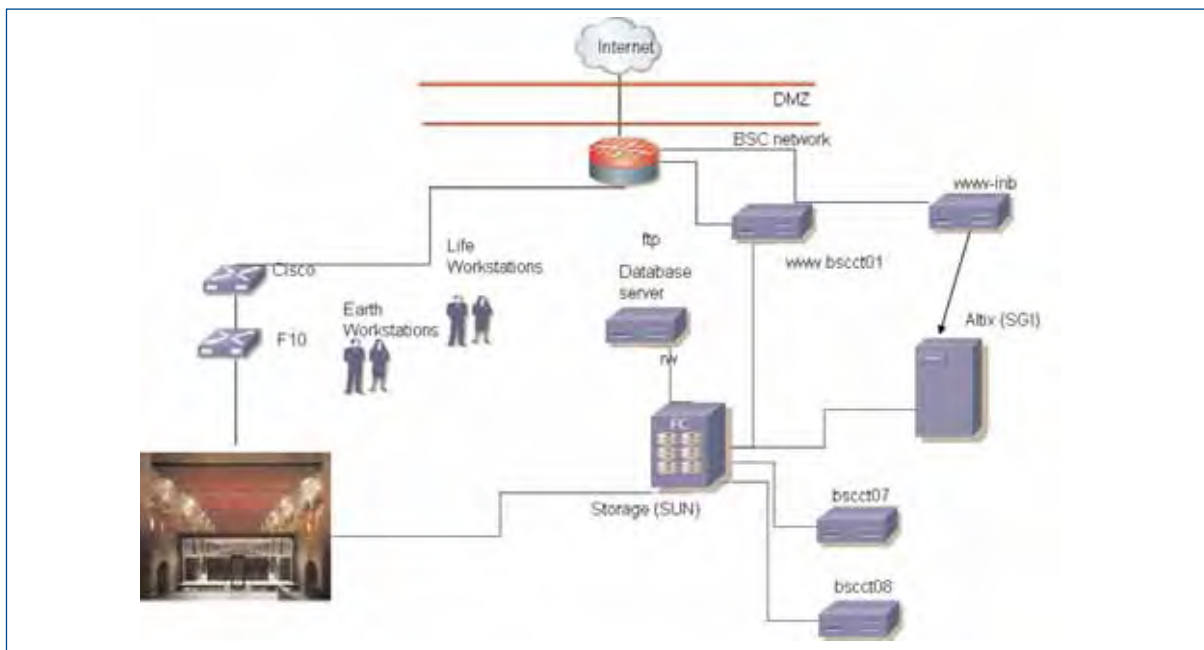 Internet
DMZ
BSC network
www-inb
ftp
Life
Workstations
Cisco
Database
server
www.bscct01
Earth
Workstations
F10
Altix (SGI)
rw
FC
Storage (SUN)
bscct07
bscct08